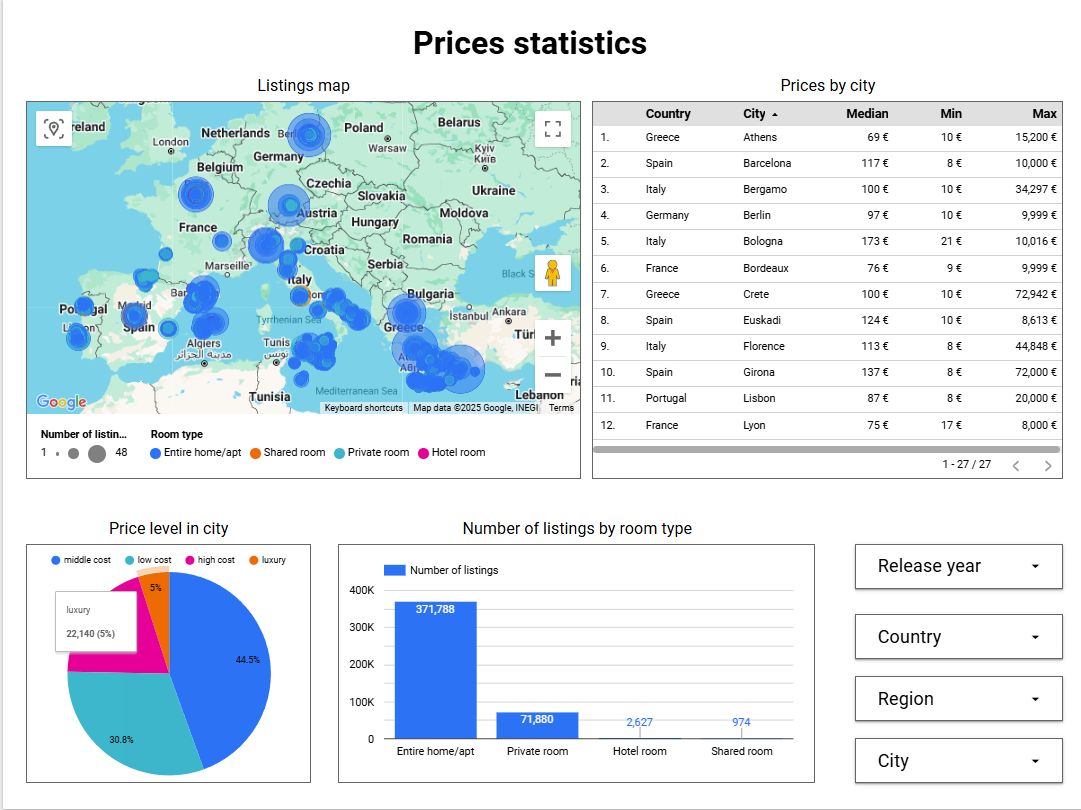 Prices statistics
Listings map
Prices by city
reland
London
Netherlands
Berl
Poland
Warsaw
Belarus
Germany
Kyiv
Київ
Belgium
Czechia
Slovakia
Ukraine
Austria
Hungary
Moldova
France
Romania
Croatia
Marseille
Serbia
Black S
Italy
Bulgaria
Istanbul
Ankara
Spain
Tyrrhenian Sea
Greece
Algiers
مدينة الجزائر
Tunis
تونس
Mediterranean Sea
Tunisia
Lebanon
Google
Keyboard shortcuts
Map data ©2025 Google, INEGI
Terms
Number of listin...
Room type
1
48
Entire home/apt
Shared room
Private room
Hotel room
Country City Median Min Max
1. Greece Athens 69 € 10 € 15,200 €
2. Spain Barcelona 117 € 8 € 10,000 €
3. Italy Bergamo 100 € 10 € 34,297 €
4. Germany Berlin 97 € 10 € 9,999 €
5. Italy Bologna 173 € 21 € 10,016 €
6. France Bordeaux 76 € 9 € 9,999 €
7. Greece Crete 100 € 10 € 72,942 €
8. Spain Euskadi 124 € 10 € 8,613 €
9. Italy Florence 113 € 8 € 44,848 €
10. Spain Girona 137 € 8 € 72,000 €
11. Portugal Lisbon 87 € 8 € 20,000 €
12. France Lyon 75 € 17 € 8,000 €
1 - 27 / 27
Price level in city
middle cost
low cost
high cost
luxury
5%
luxury
22,140 (5%)
44.5%
30.8%
Number of listings by room type
Number of listings
400K
300K
200K
100K
0
371,788
71,880
2,627
974
Entire home/apt
Private room
Hotel room
Shared room
Release year
Country
Region
City